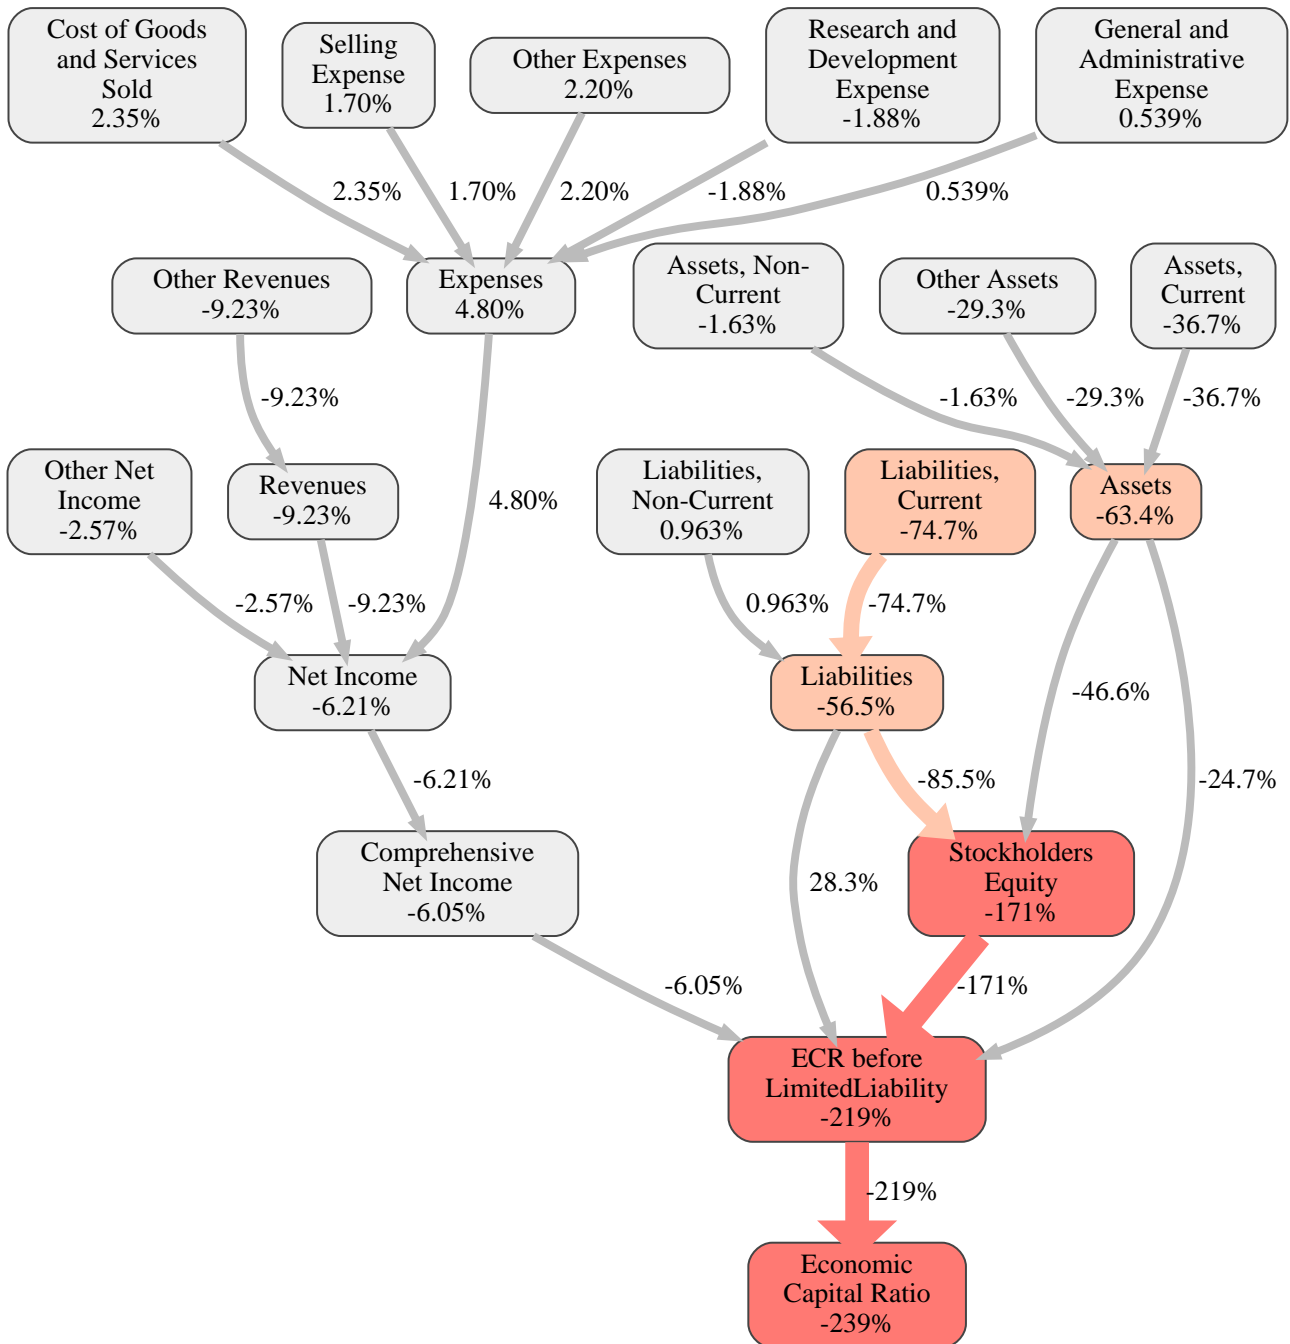 Cost of Goods
and Services
Sold
2.35%
Selling
Expense
1.70%
Other Expenses
2.20%
Research and
Development
Expense
-1.88%
General and
Administrative
Expense
0.539%
2.35%
1.70%
2.20%
-1.88%
0.539%
Other Revenues
-9.23%
Expenses
4.80%
Assets, Non-
Current
-1.63%
Other Assets
-29.3%
Assets,
Current
-36.7%
-9.23%
-1.63%
-29.3%
-36.7%
Other Net
Income
-2.57%
Revenues
-9.23%
4.80%
Liabilities,
Non-Current
0.963%
Liabilities,
Current
-74.7%
Assets
-63.4%
-2.57%
-9.23%
0.963%
-74.7%
Net Income
-6.21%
Liabilities
-56.5%
-46.6%
-6.21%
-85.5%
-24.7%
Comprehensive
Net Income
-6.05%
28.3%
Stockholders
Equity
-171%
-6.05%
-171%
ECR before
LimitedLiability
-219%
-219%
Economic
Capital Ratio
-239%